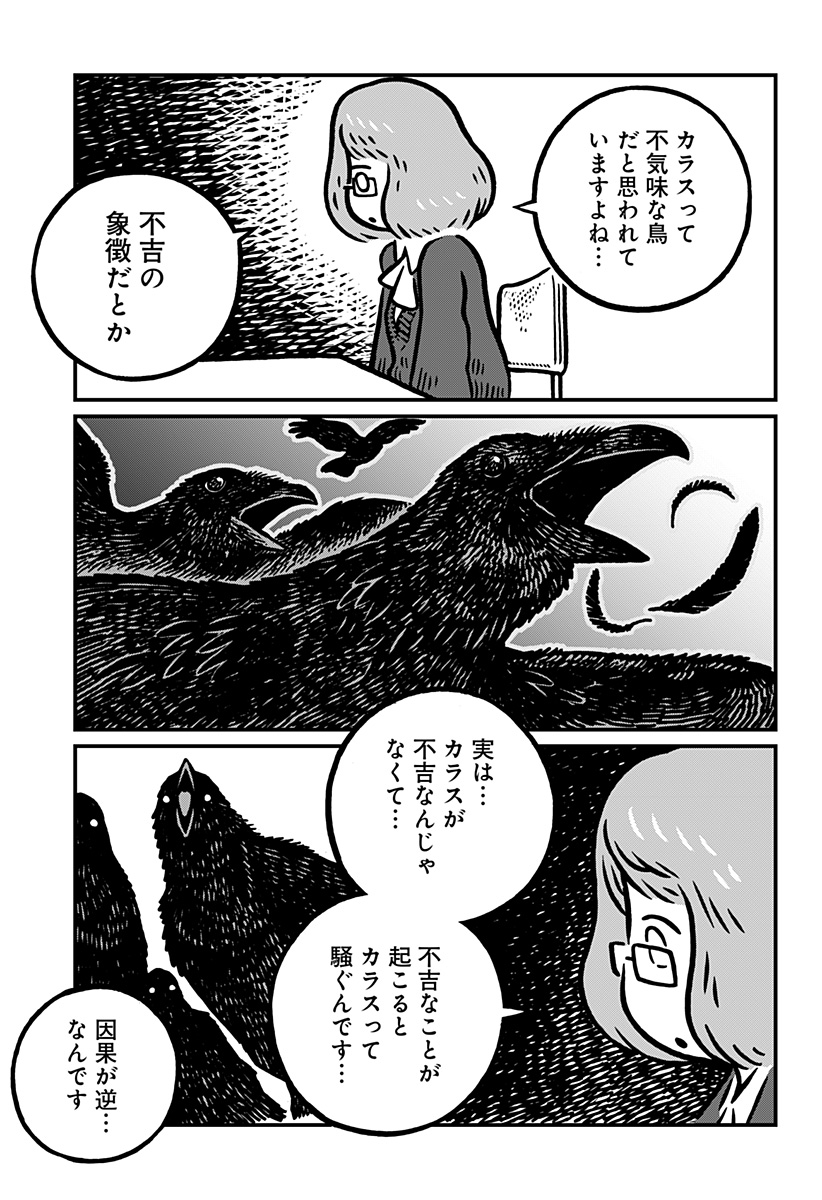 カラスって
不気味な鳥
だと思われて
いますよね…
不吉の
象徴だとか
実は…
カラスが
不吉なんじゃ
なくて…
不吉なことが
起こると
カラスって
騒ぐんです…
因果が逆…
なんです